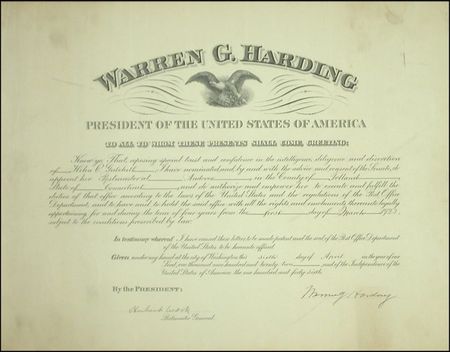 WARREN G. HARDING
PRESIDENT OF THE UNITED STATES OF AMERICA
TO ALL TO WHOM THESE PRESENTS SHALL COME, GREETING:
Know ye, That reposing special trust and confidence in the intelligence, diligence and discretion
of Helen I have nominated, and by and with the advice and consent of the Senate, do
appoint her Postmaster at in the County of Tolland
State of Connecticut and do authorize and empower her to execute and fulfill the
duties of that office according to the laws of the United States and the regulations of the Post Office
Department, and to have and to hold the said office with all the rights and emoluments thereunto legally
appertaining, for and during the term of four years from the day of
subject to the conditions prescribed by law.
In testimony whereof I have caused these letters to be made patent and the seal of the Post Office Department
of the United States to be hereunto affixed.
Given under my hand at the city of Washington this sixth day of April in the year of our
Lord, one thousand nine hundred and twenty two and of the Independence of the
United States of America the one hundred and forty sixth.
By the PRESIDENT:
Warren G Harding
Hubert Work
Postmaster General